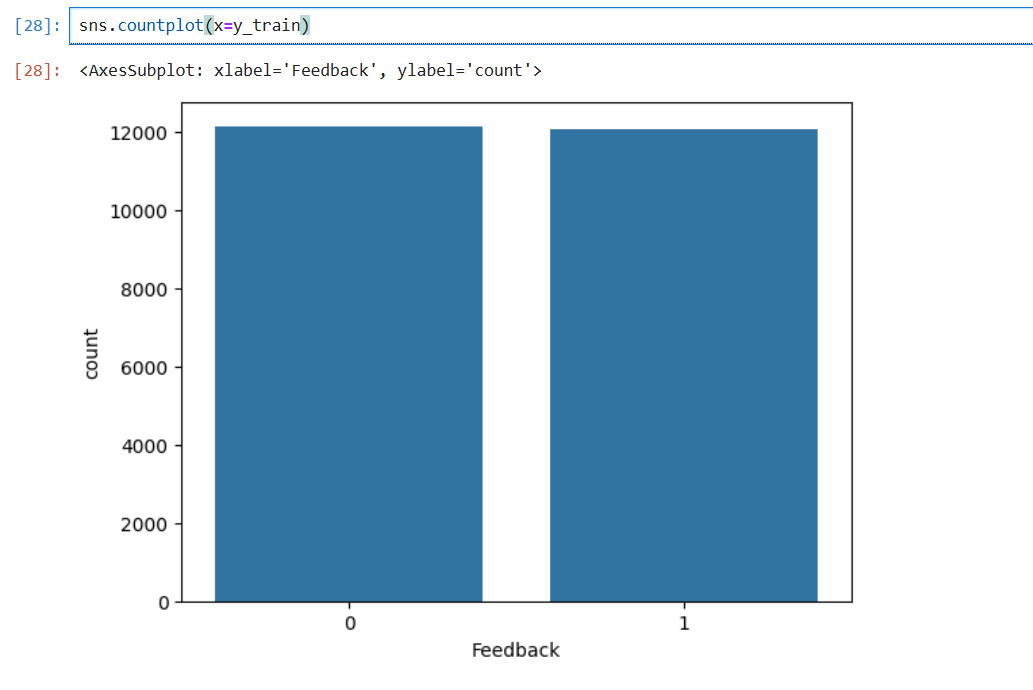 [28]: sns.countplot(x=y_train)
[28]: <AxesSubplot: xlabel='Feedback', ylabel='count'>
12000
10000
8000
6000
4000
2000
0
count
0 1
Feedback